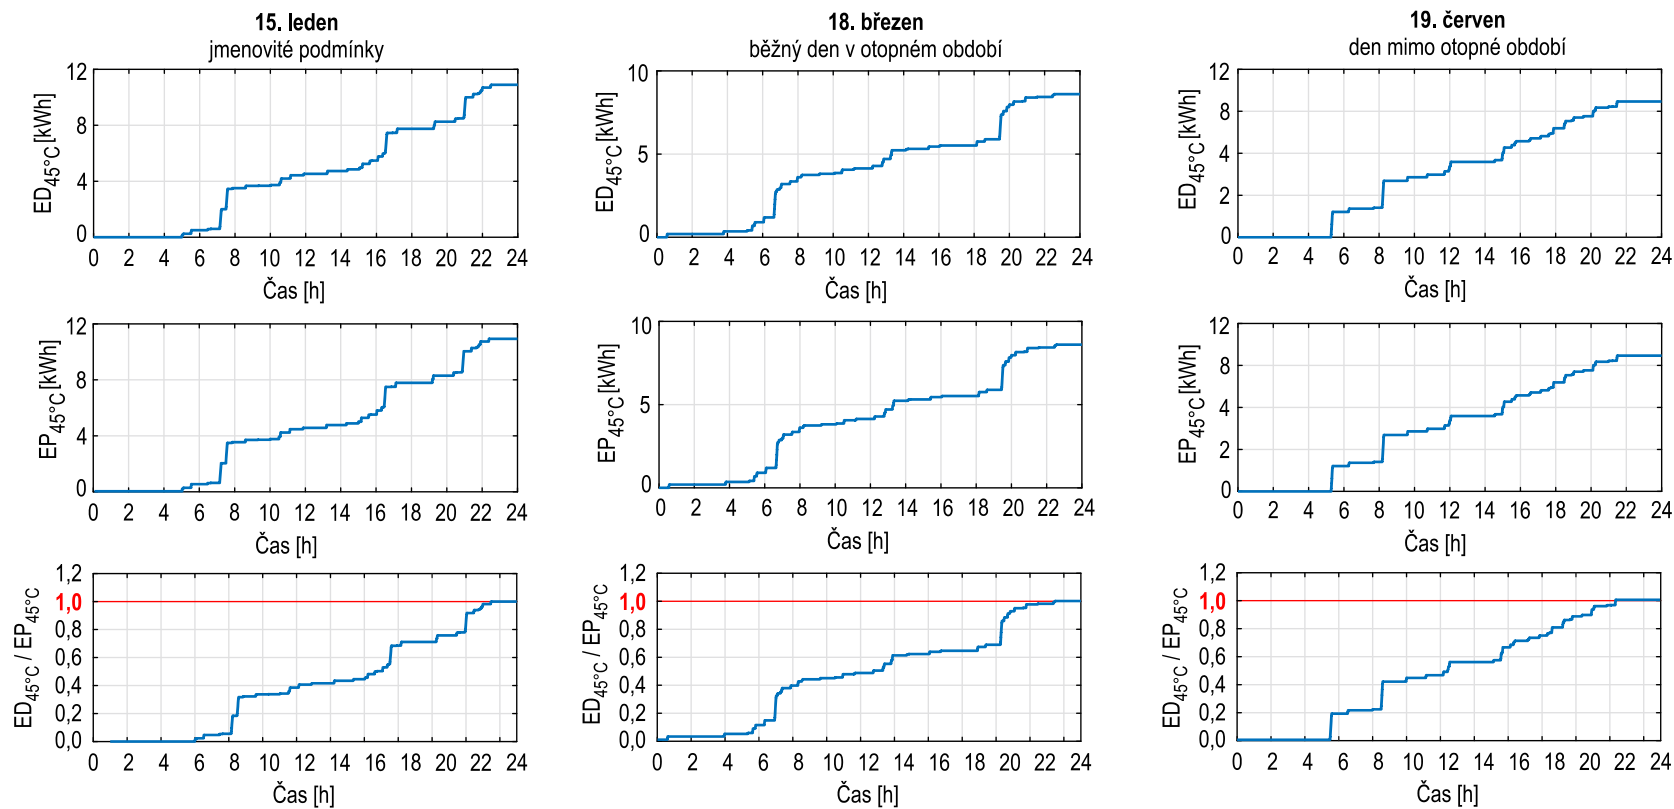 15. leden
jmenovité podmínky
18. březen
běžný den v otopném období
19. červen
den mimo otopné období
ED45°C [kWh]
12
8
4
0
0 2 4 6 8 10 12 14 16 18 20 22 24
Čas [h]
ED45°C [kWh]
10
5
0
0 2 4 6 8 10 12 14 16 18 20 22 24
Čas [h]
ED45°C [kWh]
12
8
4
2
0
0 2 4 6 8 10 12 14 16 18 20 22 24
Čas [h]
EP45°C [kWh]
12
8
4
0
0 2 4 6 8 10 12 14 16 18 20 22 24
Čas [h]
EP45°C [kWh]
10
5
0
0 2 4 6 8 10 12 14 16 18 20 22 24
Čas [h]
EP45°C [kWh]
12
8
4
2
0
0 2 4 6 8 10 12 14 16 18 20 22 24
Čas [h]
ED45°C / EP45°C
1,2
1,0
0,8
0,6
0,4
0,2
0,0
0 2 4 6 8 10 12 14 16 18 20 22 24
Čas [h]
ED45°C / EP45°C
1,2
1,0
0,8
0,6
0,4
0,2
0,0
0 2 4 6 8 10 12 14 16 18 20 22 24
Čas [h]
ED45°C / EP45°C
1,2
1,0
0,8
0,6
0,4
0,2
0,0
0 2 4 6 8 10 12 14 16 18 20 22 24
Čas [h]